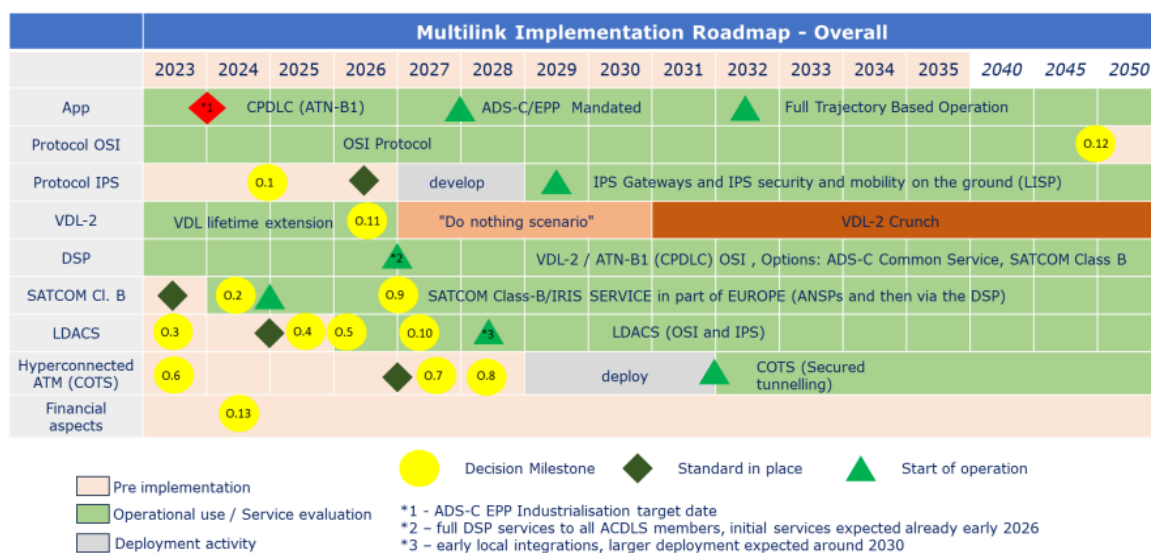 Multilink Implementation Roadmap - Overall
2023 2024 2025 2026 2027 2028 2029 2030 2031 2032 2033 2034 2035 2040 2045 2050
App *1 CPDLC (ATN-B1) ADS-C/EPP Mandated Full Trajectory Based Operation
Protocol OSI OSI Protocol O.12
Protocol IPS O.1 develop IPS Gateways and IPS security and mobility on the ground (LISP)
VDL-2 VDL lifetime extension O.11 "Do nothing scenario" VDL-2 Crunch
DSP *2 VDL-2 / ATN-B1 (CPDLC) OSI , Options: ADS-C Common Service, SATCOM Class B
SATCOM Cl. B O.2 O.9 SATCOM Class-B/IRIS SERVICE in part of EUROPE (ANSPs and then via the DSP)
LDACS O.3 O.4 O.5 O.10 *3 LDACS (OSI and IPS)
Hyperconnected
ATM (COTS) O.6 O.7 O.8 deploy COTS (Secured
tunnelling)
Financial
aspects O.13
Decision Milestone Standard in place Start of operation
Pre implementation
Operational use / Service evaluation
Deployment activity
*1 - ADS-C EPP Industrialisation target date
*2 – full DSP services to all ACDLS members, initial services expected already early 2026
*3 – early local integrations, larger deployment expected around 2030